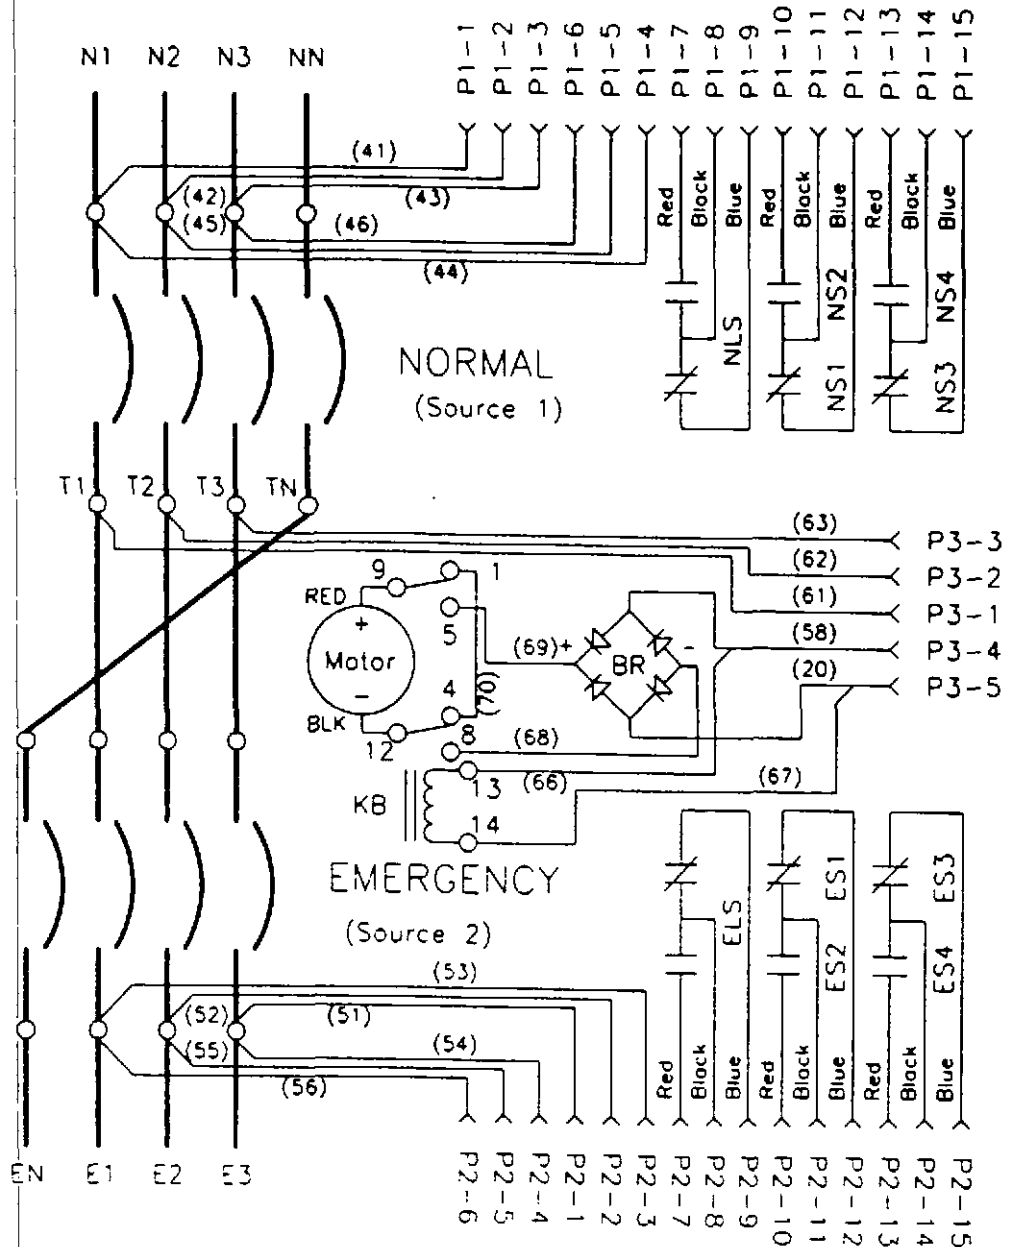 N1 N2 N3 NN
P1-1
P1-2
P1-3
P1-6
P1-5
P1-4
P1-7
P1-8
P1-9
P1-10
P1-11
P1-12
P1-13
P1-14
P1-15
(41)
(42)
(43)
(45)
(46)
(44)
Red
Black
Blue
Red
Black
Blue
Red
Black
Blue
NLS
NS1
NS2
NS3
NS4
NORMAL
(Source 1)
T1 T2 T3 TN
(63)
P3-3
(62)
P3-2
(61)
P3-1
(58)
P3-4
(20)
P3-5
9
1
RED
+
5
Motor
(69)+
BR
-
−
4
(70)
BLK
12
8
(68)
13
(66)
(67)
KB
14
EMERGENCY
(Source 2)
ELS
ES1
ES2
ES3
ES4
(53)
(52)
(51)
(55)
(54)
(56)
Red
Black
Blue
Red
Black
Blue
Red
Black
Blue
EN E1 E2 E3
P2-6
P2-5
P2-4
P2-1
P2-2
P2-3
P2-7
P2-8
P2-9
P2-10
P2-11
P2-12
P2-13
P2-14
P2-15